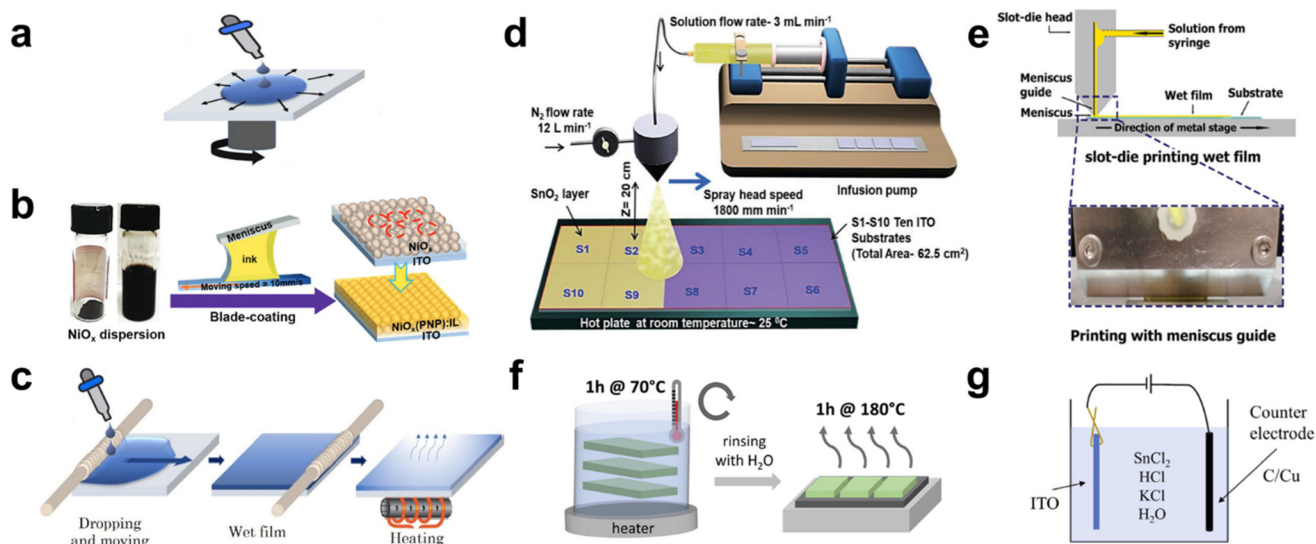 a
b
Meniscus
ink
Moving speed = 10mm/s
Blade-coating
NiOₓ dispersion
NiOₓ
ITO
NiOₓ(PNP):IL
ITO
c
Dropping
and moving
Wet film
Heating
d
Solution flow rate- 3 mL min⁻¹
N₂ flow rate
12 L min⁻¹
Z= 20 cm
SnO₂ layer
Spray head speed
1800 mm min⁻¹
Infusion pump
S1-S10 Ten ITO
Substrates
(Total Area- 62.5 cm²)
S1 S2 S3 S4 S5
S10 S9 S8 S7 S6
Hot plate at room temperature~ 25 ⁰C
e
Slot-die head
Solution from
syringe
Meniscus
guide
Meniscus
Wet film
Substrate
Direction of metal stage
slot-die printing wet film
Printing with meniscus guide
f
1h @ 70°C
heater
rinsing
with H₂O
1h @ 180°C
g
ITO
SnCl₂
HCl
KCl
H₂O
Counter
electrode
C/Cu